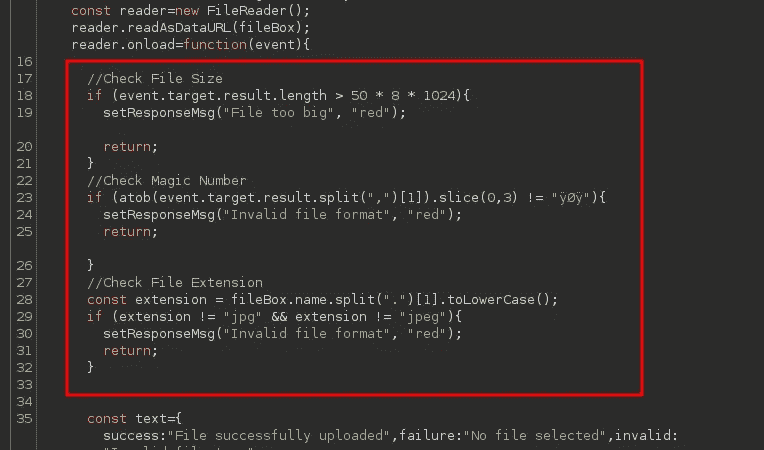 const reader=new FileReader();
reader.readAsDataURL(fileBox);
reader.onload=function(event){
16
17 //Check File Size
18 if (event.target.result.length > 50 * 8 * 1024){
19 setResponseMsg("File too big", "red");
20 return;
21 }
22 //Check Magic Number
23 if (atob(event.target.result.split(",")[1]).slice(0,3) != "ÿØÿ"){
24 setResponseMsg("Invalid file format", "red");
25 return;
26 }
27 //Check File Extension
28 const extension = fileBox.name.split(".")[1].toLowerCase();
29 if (extension != "jpg" && extension != "jpeg"){
30 setResponseMsg("Invalid file format", "red");
31 return;
32 }
33
34
35 const text={
success:"File successfully uploaded",failure:"No file selected",invalid: